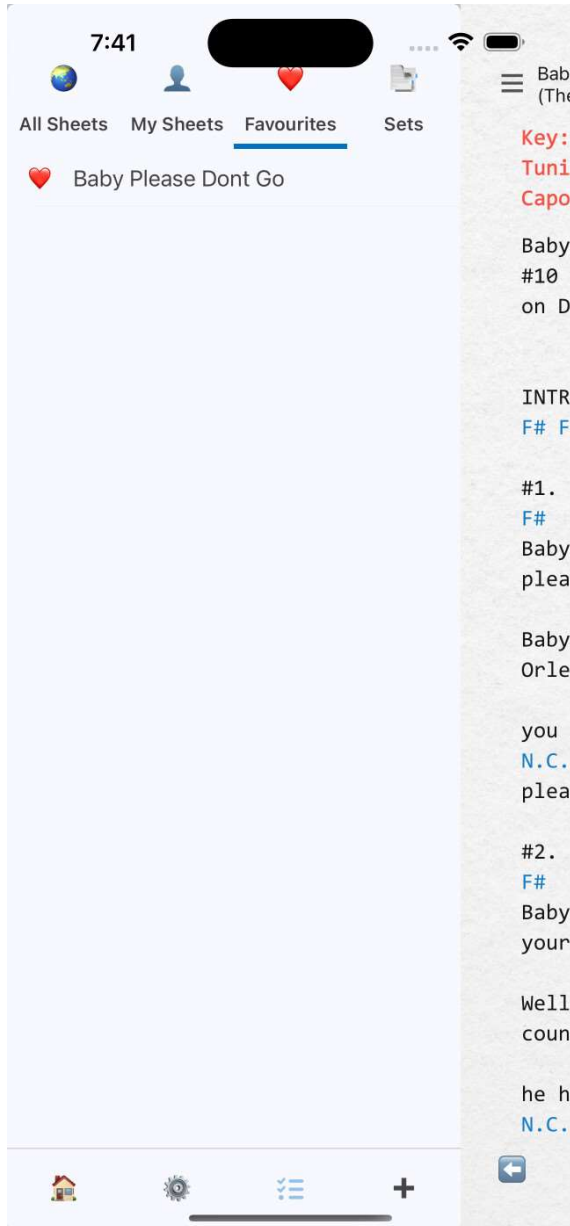 7:41
All Sheets My Sheets Favourites Sets
Baby Please Dont Go
Bab
(The
Key:
Tuni
Capo
Baby
#10
on D
INTR
F# F
#1.
F#
Baby
plea
Baby
Orle
you
N.C.
plea
#2.
F#
Baby
your
Well
coun
he h
N.C.